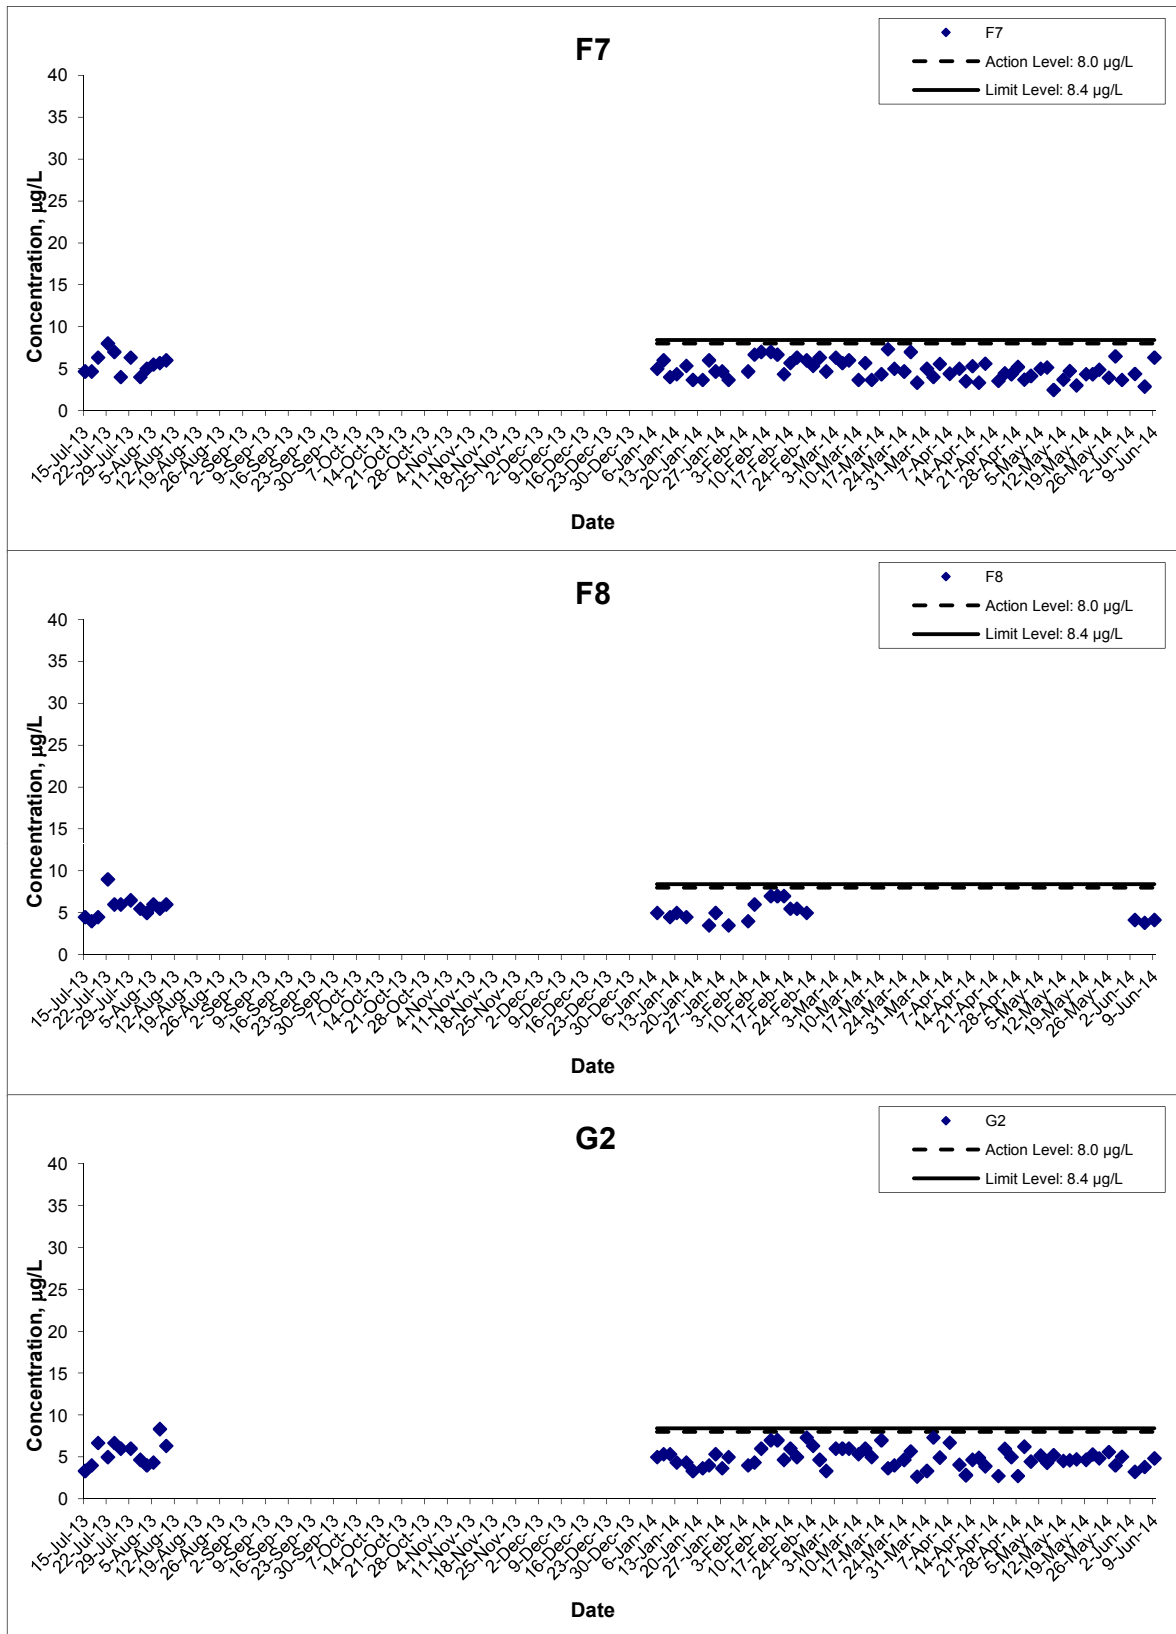 F7
F7
Action Level: 8.0 µg/L
Limit Level: 8.4 µg/L
40
35
30
25
20
15
10
5
0
Concentration, µg/L
15-Jul-13
22-Jul-13
29-Jul-13
5-Aug-13
12-Aug-13
19-Aug-13
26-Aug-13
2-Sep-13
9-Sep-13
16-Sep-13
23-Sep-13
30-Sep-13
7-Oct-13
14-Oct-13
21-Oct-13
28-Oct-13
4-Nov-13
11-Nov-13
18-Nov-13
25-Nov-13
2-Dec-13
9-Dec-13
16-Dec-13
23-Dec-13
30-Dec-13
6-Jan-14
13-Jan-14
20-Jan-14
27-Jan-14
3-Feb-14
10-Feb-14
17-Feb-14
24-Feb-14
3-Mar-14
10-Mar-14
17-Mar-14
24-Mar-14
31-Mar-14
7-Apr-14
14-Apr-14
21-Apr-14
28-Apr-14
5-May-14
12-May-14
19-May-14
26-May-14
2-Jun-14
9-Jun-14
Date
F8
F8
Action Level: 8.0 µg/L
Limit Level: 8.4 µg/L
40
35
30
25
20
15
10
5
0
Concentration, µg/L
15-Jul-13
22-Jul-13
29-Jul-13
5-Aug-13
12-Aug-13
19-Aug-13
26-Aug-13
2-Sep-13
9-Sep-13
16-Sep-13
23-Sep-13
30-Sep-13
7-Oct-13
14-Oct-13
21-Oct-13
28-Oct-13
4-Nov-13
11-Nov-13
18-Nov-13
25-Nov-13
2-Dec-13
9-Dec-13
16-Dec-13
23-Dec-13
30-Dec-13
6-Jan-14
13-Jan-14
20-Jan-14
27-Jan-14
3-Feb-14
10-Feb-14
17-Feb-14
24-Feb-14
3-Mar-14
10-Mar-14
17-Mar-14
24-Mar-14
31-Mar-14
7-Apr-14
14-Apr-14
21-Apr-14
28-Apr-14
5-May-14
12-May-14
19-May-14
26-May-14
2-Jun-14
9-Jun-14
Date
G2
G2
Action Level: 8.0 µg/L
Limit Level: 8.4 µg/L
40
35
30
25
20
15
10
5
0
Concentration, µg/L
15-Jul-13
22-Jul-13
29-Jul-13
5-Aug-13
12-Aug-13
19-Aug-13
26-Aug-13
2-Sep-13
9-Sep-13
16-Sep-13
23-Sep-13
30-Sep-13
7-Oct-13
14-Oct-13
21-Oct-13
28-Oct-13
4-Nov-13
11-Nov-13
18-Nov-13
25-Nov-13
2-Dec-13
9-Dec-13
16-Dec-13
23-Dec-13
30-Dec-13
6-Jan-14
13-Jan-14
20-Jan-14
27-Jan-14
3-Feb-14
10-Feb-14
17-Feb-14
24-Feb-14
3-Mar-14
10-Mar-14
17-Mar-14
24-Mar-14
31-Mar-14
7-Apr-14
14-Apr-14
21-Apr-14
28-Apr-14
5-May-14
12-May-14
19-May-14
26-May-14
2-Jun-14
9-Jun-14
Date